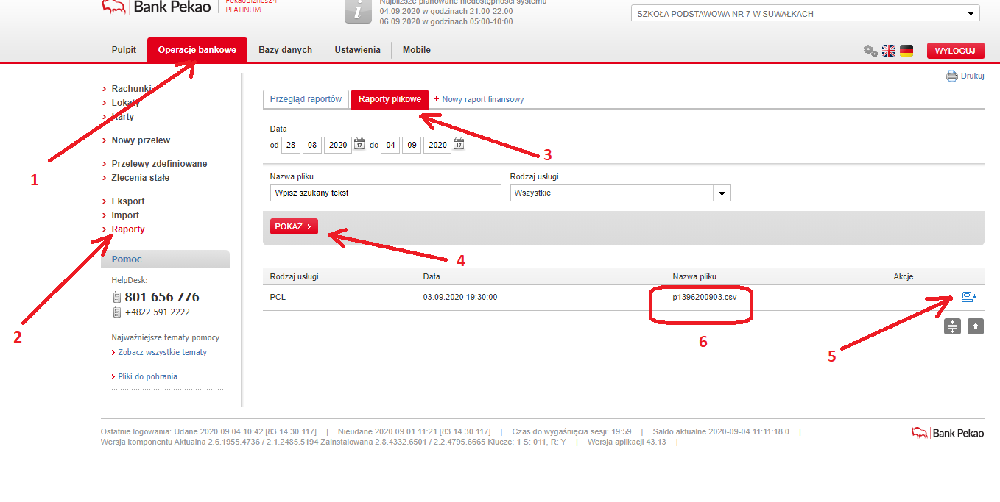 Bank Pekao
PekaoBiznes24
PLATINUM
Najbliższe planowane niedostępności systemu
04.09.2020 w godzinach 21:00-22:00
06.09.2020 w godzinach 05:00-10:00
SZKOŁA PODSTAWOWA NR 7 W SUWAŁKACH
Pulpit
Operacje bankowe
Bazy danych
Ustawienia
Mobile
WYLOGUJ
Drukuj
Rachunki
Lokaty
Karty
Nowy przelew
Przelewy zdefiniowane
Zlecenia stałe
Eksport
Import
Raporty
1
2
Pomoc
HelpDesk:
801 656 776
+4822 591 2222
Najważniejsze tematy pomocy
Zobacz wszystkie tematy
Pliki do pobrania
Przegląd raportów
Raporty plikowe
+ Nowy raport finansowy
3
Data
od 28 08 2020 17 do 04 09 2020 17
Nazwa pliku
Rodzaj usługi
Wpisz szukany tekst
Wszystkie
POKAŻ >
4
Rodzaj usługi Data Nazwa pliku Akcje
PCL 03.09.2020 19:30:00 p1396200903.csv
6
5
Ostatnie logowania: Udane 2020.09.04 10:42 [83.14.30.117] | Nieudane 2020.09.01 11:21 [83.14.30.117] | Czas do wygaśnięcia sesji: 19:59 | Saldo aktualne 2020-09-04 11:11:18.0 |
Wersja komponentu Aktualna 2.6.1955.4736 / 2.1.2485.5194 Zainstalowana 2.8.4332.6501 / 2.2.4795.6665 Klucze: 1 S: 011, R: Y | Wersja aplikacji 43.13 |
Bank Pekao